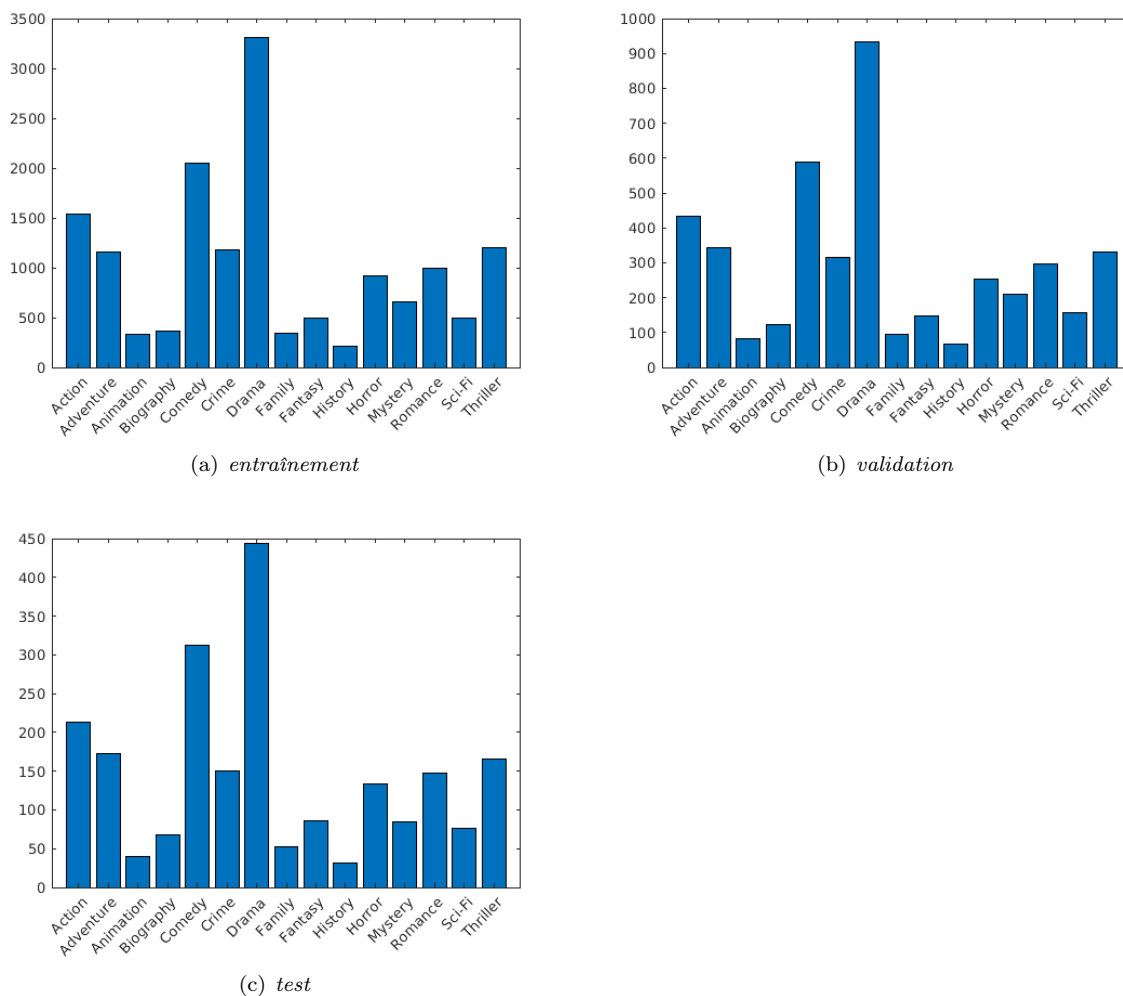 3500
3000
2500
2000
1500
1000
500
0
Action
Adventure
Animation
Biography
Comedy
Crime
Drama
Family
Fantasy
History
Horror
Mystery
Romance
Sci-Fi
Thriller
(a) entraînement
1000
900
800
700
600
500
400
300
200
100
0
Action
Adventure
Animation
Biography
Comedy
Crime
Drama
Family
Fantasy
History
Horror
Mystery
Romance
Sci-Fi
Thriller
(b) validation
450
400
350
300
250
200
150
100
50
0
Action
Adventure
Animation
Biography
Comedy
Crime
Drama
Family
Fantasy
History
Horror
Mystery
Romance
Sci-Fi
Thriller
(c) test